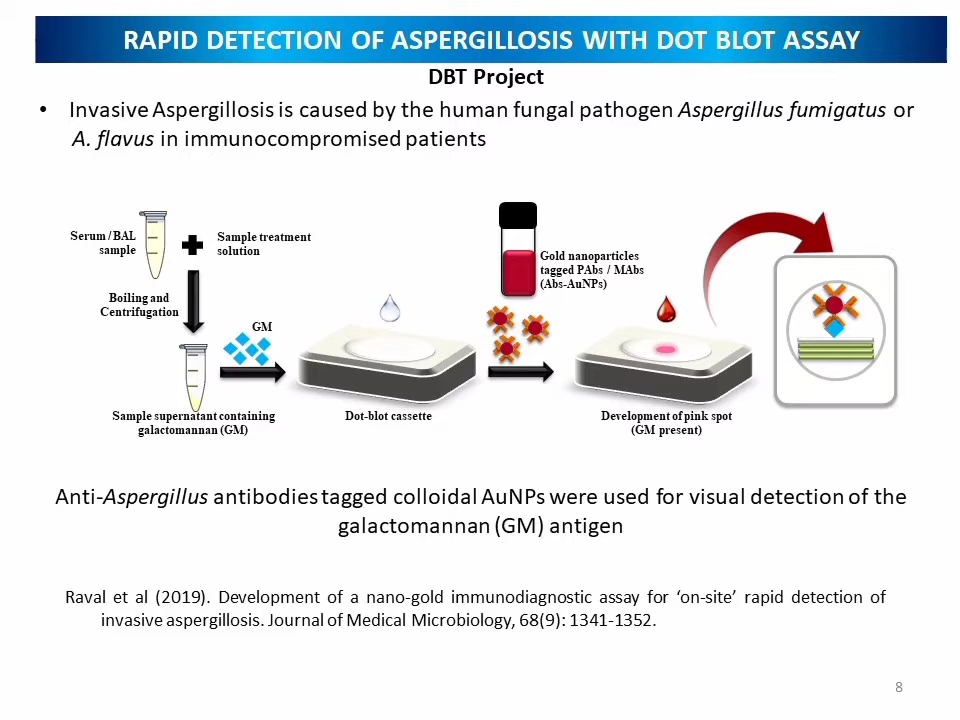 RAPID DETECTION OF ASPERGILLOSIS WITH DOT BLOT ASSAY
DBT Project
• Invasive Aspergillosis is caused by the human fungal pathogen Aspergillus fumigatus or
A. flavus in immunocompromised patients
Serum / BAL
sample
Sample treatment
solution
Boiling and
Centrifugation
GM
Gold nanoparticles
tagged PAbs / MAbs
(Abs-AuNPs)
Sample supernatant containing
galactomannan (GM)
Dot-blot cassette
Development of pink spot
(GM present)
Anti-Aspergillus antibodies tagged colloidal AuNPs were used for visual detection of the
galactomannan (GM) antigen
Raval et al (2019). Development of a nano-gold immunodiagnostic assay for ‘on-site’ rapid detection of
invasive aspergillosis. Journal of Medical Microbiology, 68(9): 1341-1352.
8